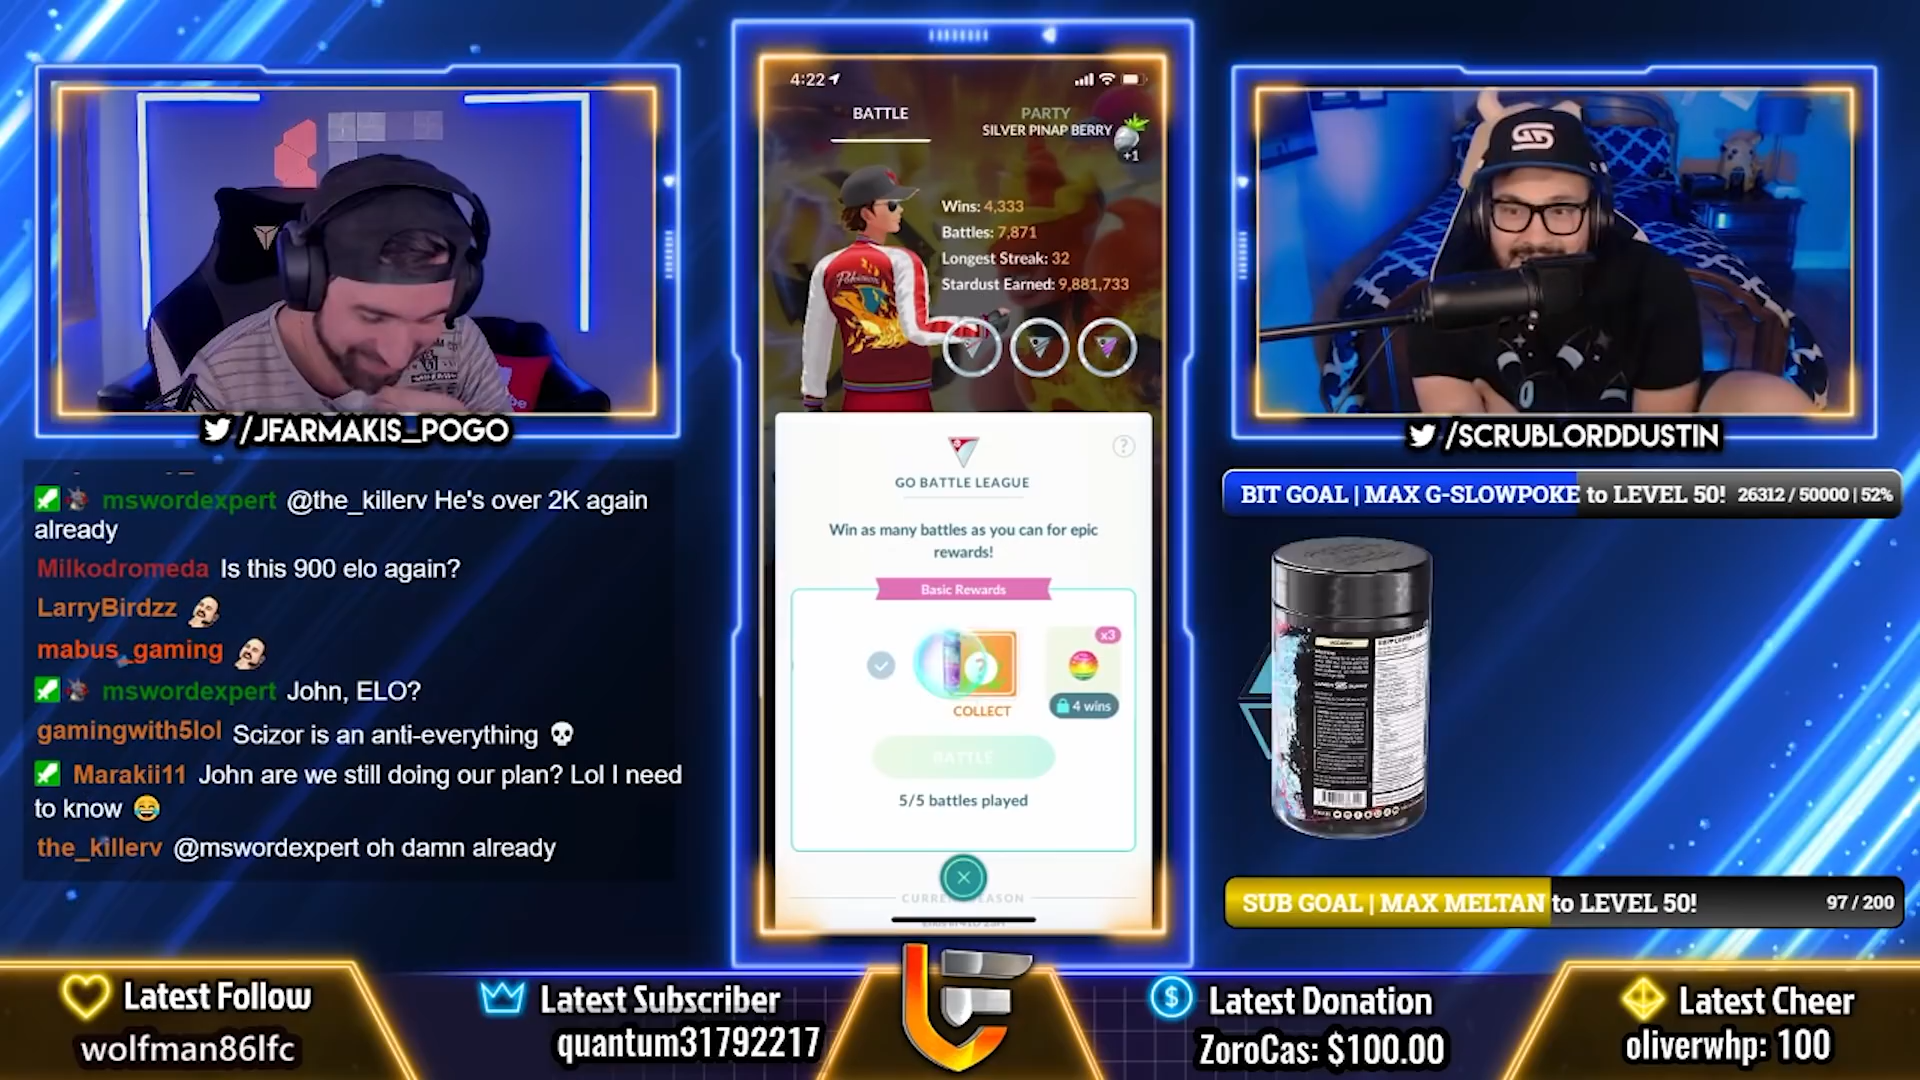 4:22
BATTLE
PARTY
SILVER PINAP BERRY
+1
Wins: 4,333
Battles: 7,871
Longest Streak: 32
Stardust Earned: 9,881,733
/JFARMAKIS_POGO
/SCRUBLORDDUSTIN
mswordexpert @the_killerv He's over 2K again
already
Milkodromeda Is this 900 elo again?
LarryBirdzz
mabus_gaming
mswordexpert John, ELO?
gamingwith5lol Scizor is an anti-everything 💀
Marakii11 John are we still doing our plan? Lol I need
to know 😂
the_killerv @mswordexpert oh damn already
GO BATTLE LEAGUE
Win as many battles as you can for epic
rewards!
Basic Rewards
x3
?
COLLECT
4 wins
BATTLE
5/5 battles played
BIT GOAL | MAX G-SLOWPOKE to LEVEL 50! 26312 / 50000 | 52%
SUB GOAL | MAX MELTAN to LEVEL 50! 97 / 200
Latest Follow
wolfman86lfc
Latest Subscriber
quantum31792217
Latest Donation
ZoroCas: $100.00
Latest Cheer
oliverwhp: 100